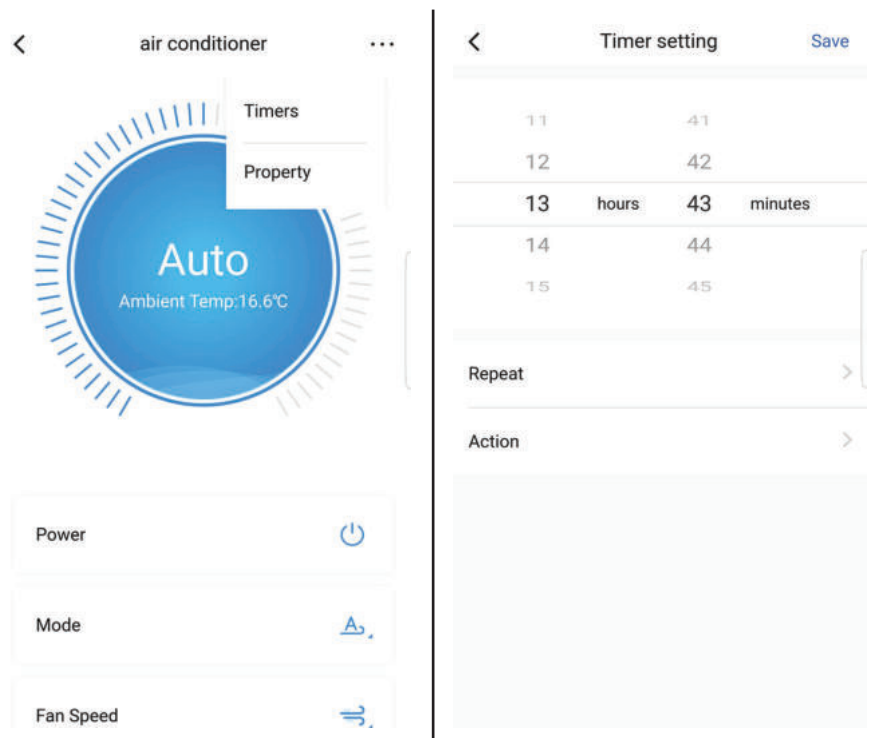 air conditioner
Timers
Property
Auto
Ambient Temp:16.6°C
Power
Mode
A
Fan Speed
Timer setting
Save
11 41
12 42
13 hours 43 minutes
14 44
15 45
Repeat
Action